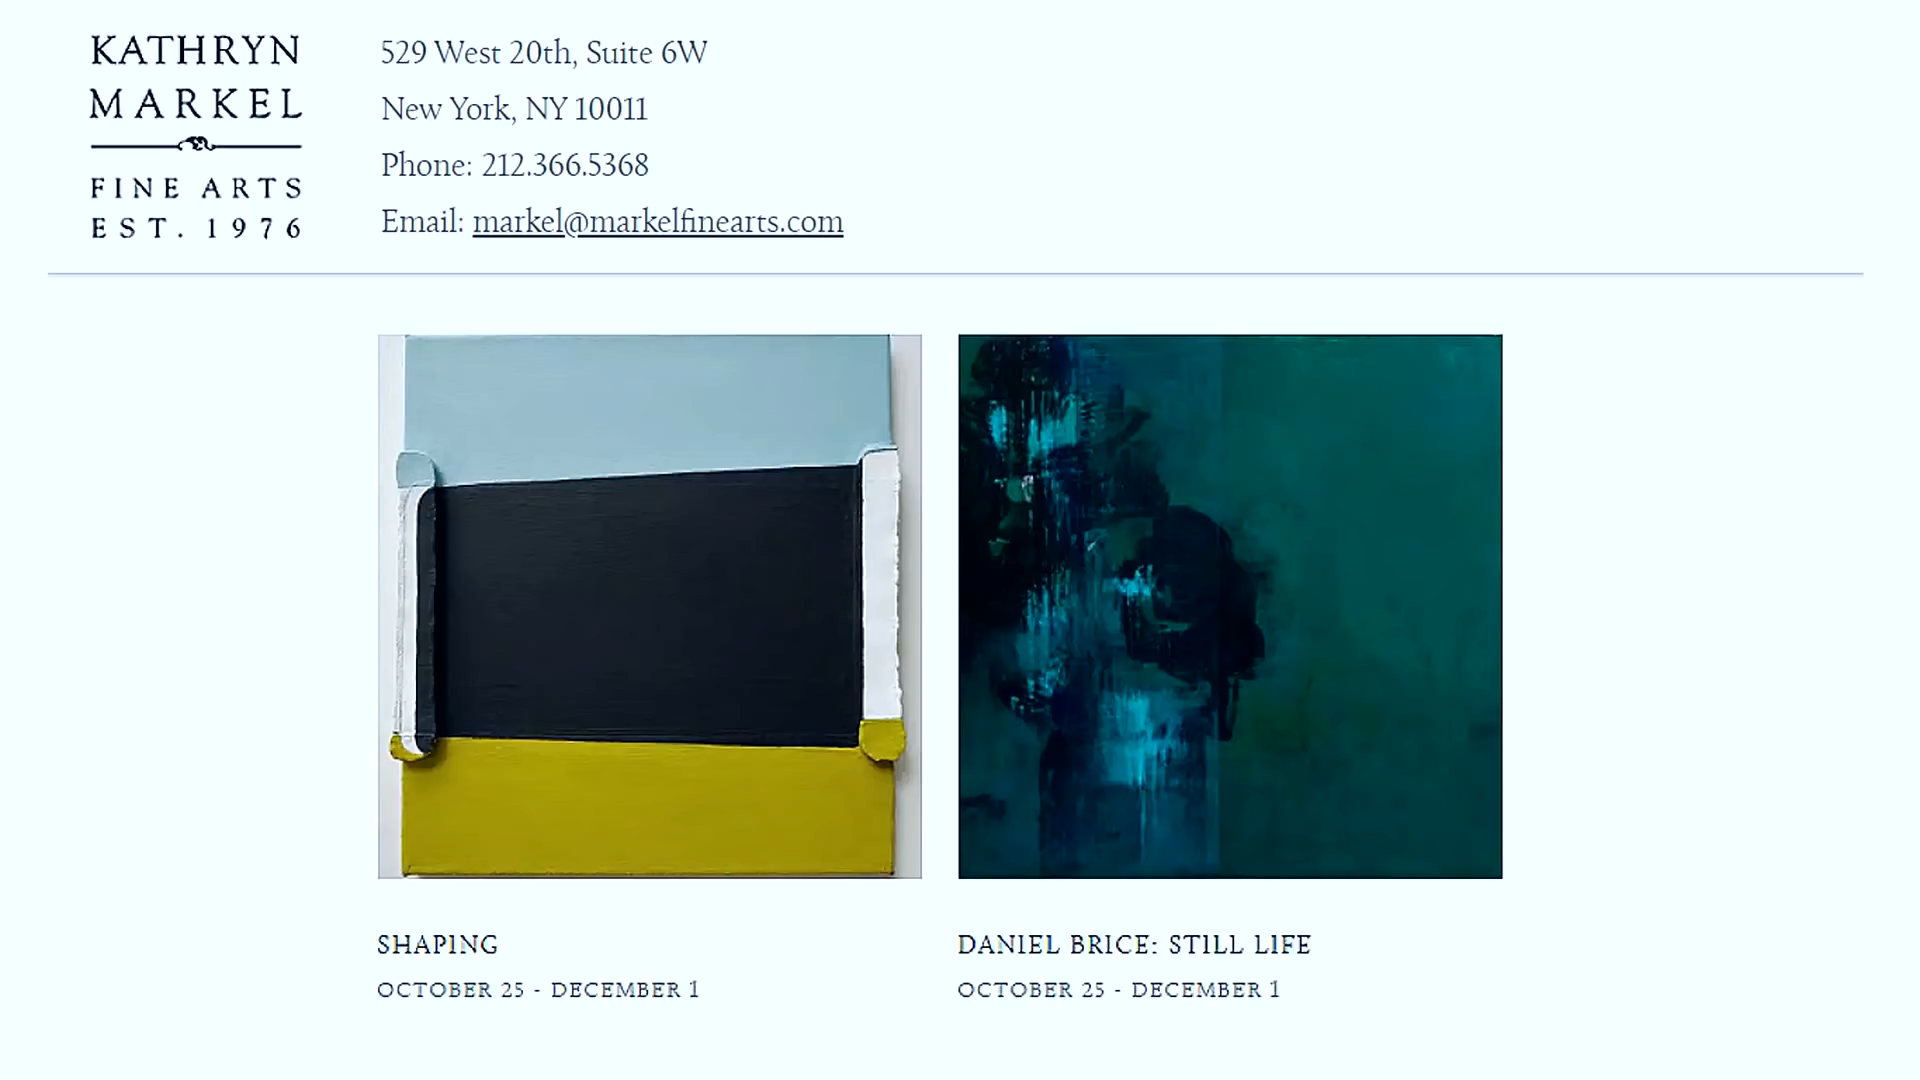 KATHRYN
MARKEL
FINE ARTS
EST. 1976
529 West 20th, Suite 6W
New York, NY 10011
Phone: 212.366.5368
Email: markel@markelfinearts.com
SHAPING
OCTOBER 25 - DECEMBER 1
DANIEL BRICE: STILL LIFE
OCTOBER 25 - DECEMBER 1